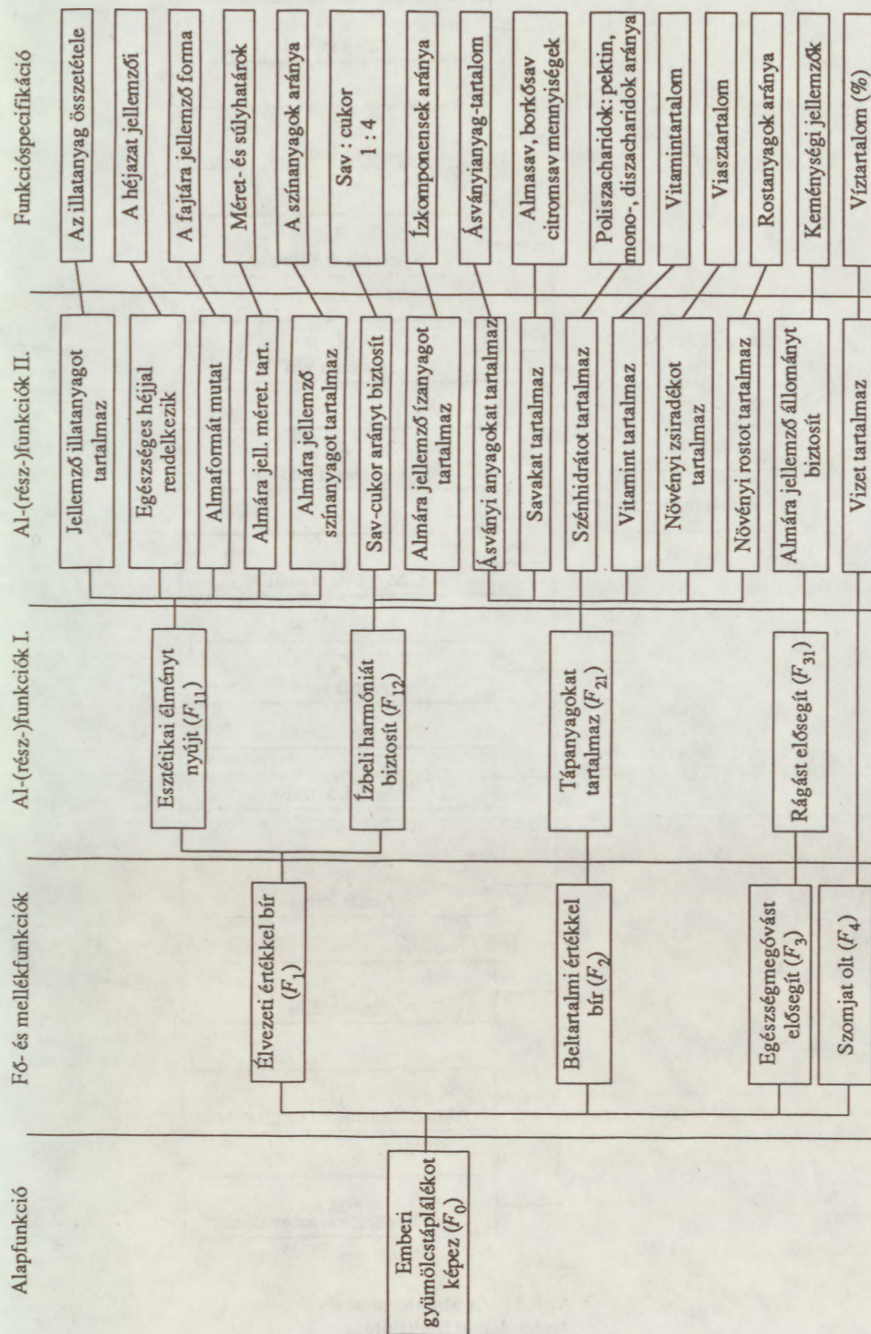 Alapfunkció
Fő- és mellékfunkciók
Al-(rész-)funkciók I.
Al-(rész-)funkciók II.
Funkcióspecifikáció
Emberi
gyümölcstáplálékot
képez (F0)
Élvezeti értékkel bír
(F1)
Beltartalmi értékkel
bír (F2)
Egészségmegóvást
elősegít (F3)
Szomjat olt (F4)
Esztétikai élményt
nyújt (F11)
Ízbeli harmóniát
biztosít (F12)
Tápanyagokat
tartalmaz (F21)
Rágást elősegít (F31)
Jellemző illatanyagot
tartalmaz
Egészséges héjjal
rendelkezik
Almaformát mutat
Almára jell. méret. tart.
Almára jellemző
színanyagot tartalmaz
Sav-cukor arányt biztosít
Almára jellemző ízanyagot
tartalmaz
Ásványi anyagokat tartalmaz
Savakat tartalmaz
Szénhidrátot tartalmaz
Vitamint tartalmaz
Növényi zsiradékot
tartalmaz
Növényi rostot tartalmaz
Almára jellemző állományt
biztosít
Vizet tartalmaz
Az illatanyag összetétele
A héjazat jellemzői
A fajtára jellemző forma
Méret- és súlyhatárok
A színanyagok aránya
Sav : cukor
1 : 4
Ízkomponensek aránya
Ásványianyag-tartalom
Almasav, borkősav
citromsav mennyiségek
Poliszacharidok: pektin,
mono-, diszacharidok aránya
Vitamintartalom
Viasztartalom
Rostanyagok aránya
Keménységi jellemzők
Víztartalom (%)